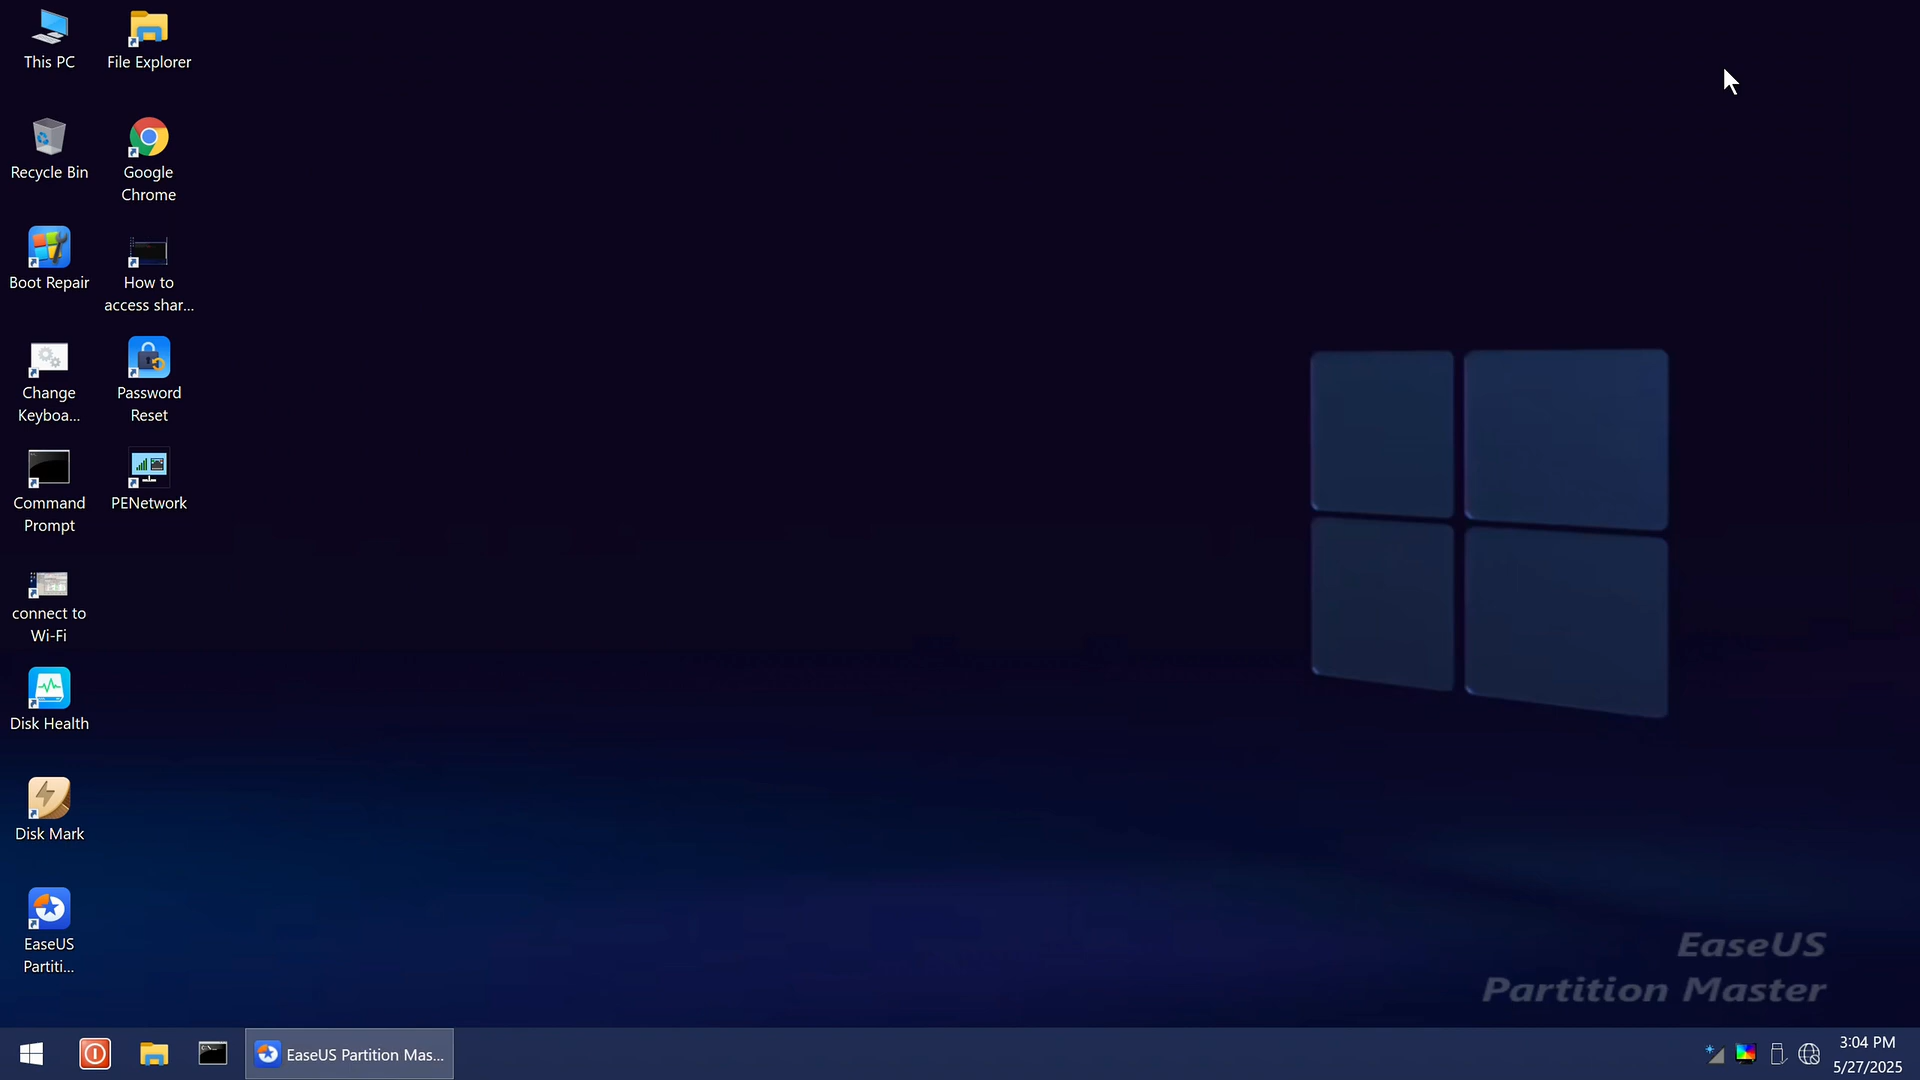 This PC
File Explorer
Recycle Bin
Google
Chrome
Boot Repair
How to
access shar...
Change
Keyboa...
Password
Reset
Command
Prompt
PENetwork
connect to
Wi-Fi
Disk Health
Disk Mark
EaseUS
Partiti...
EaseUS
Partition Master
EaseUS Partition Mas...
3:04 PM
5/27/2025